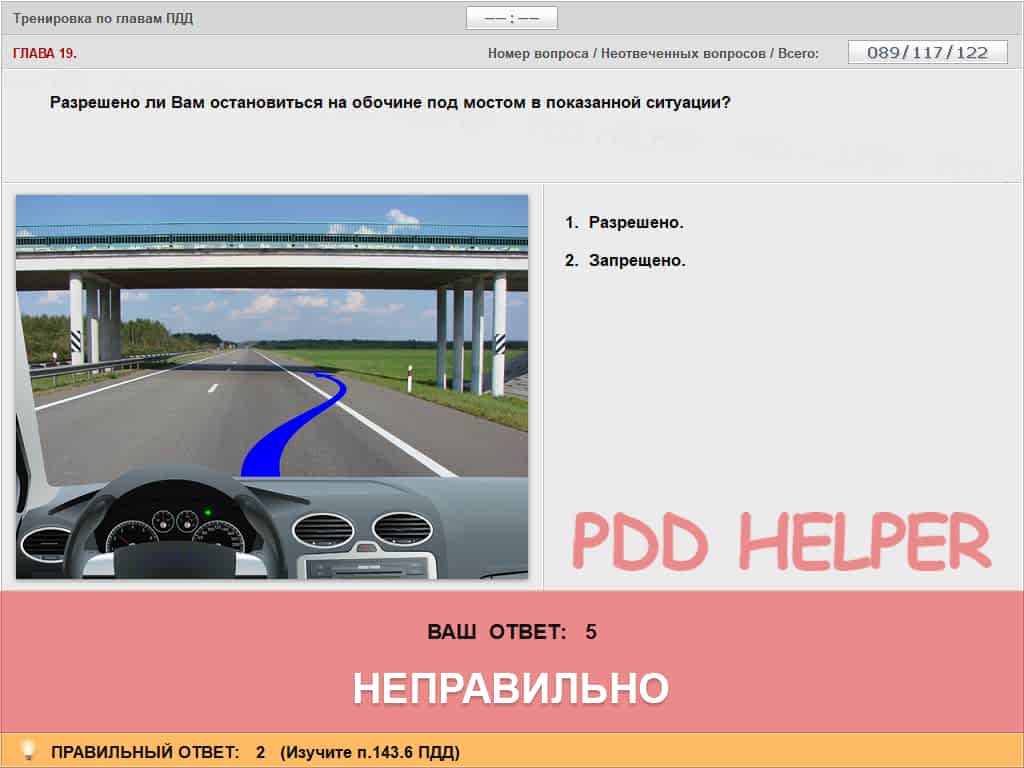 Тренировка по главам ПДД
—— : ——
ГЛАВА 19.
Номер вопроса / Неотвеченных вопросов / Всего:
089/117/122
Разрешено ли Вам остановиться на обочине под мостом в показанной ситуации?
1. Разрешено.
2. Запрещено.
PDD HELPER
ВАШ ОТВЕТ: 5
НЕПРАВИЛЬНО
ПРАВИЛЬНЫЙ ОТВЕТ: 2 (Изучите п.143.6 ПДД)